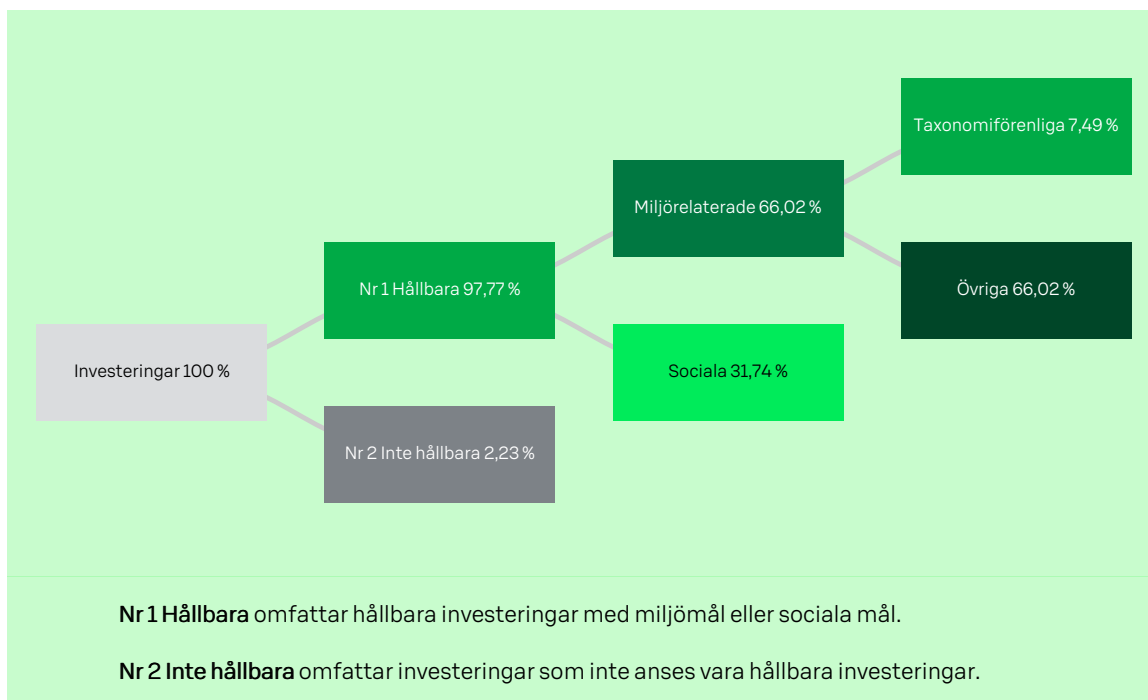 Taxonomiförenliga 7,49 %
Miljörelaterade 66,02 %
Nr 1 Hållbara 97,77 %
Övriga 66,02 %
Investeringar 100 %
Sociala 31,74 %
Nr 2 Inte hållbara 2,23 %
Nr 1 Hållbara omfattar hållbara investeringar med miljömål eller sociala mål.
Nr 2 Inte hållbara omfattar investeringar som inte anses vara hållbara investeringar.